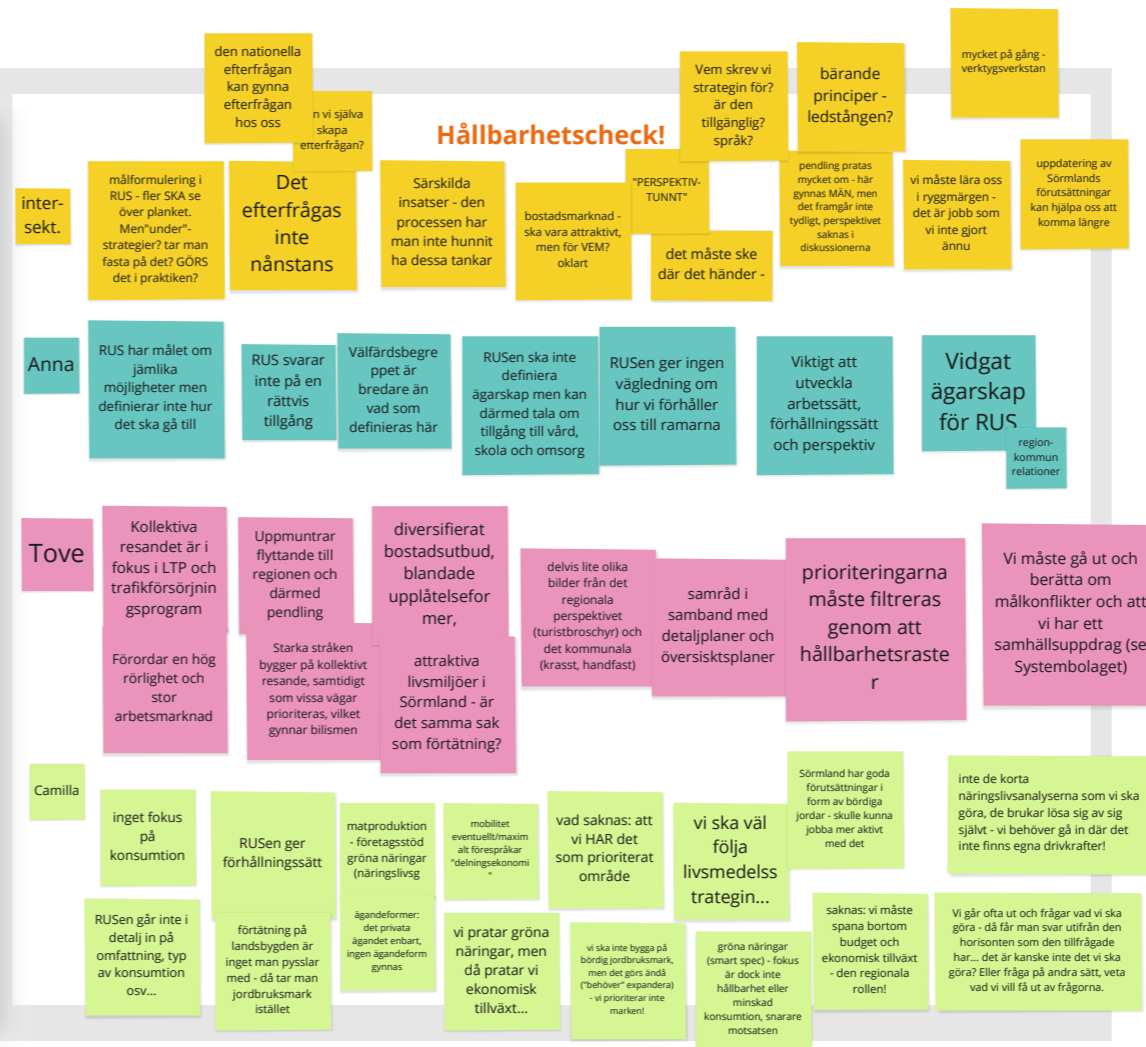 den nationella
efterfrågan
kan gynna
efterfrågan
hos oss
vi själva
skapa
efterfrågan?
Hållbarhetscheck!
Vem skrev vi
strategin för?
är den
tillgänglig?
språk?
bärande
principer -
ledstången?
mycket på gång -
verktygsverkstan
inter-
sekt.
målformulering i
RUS - fler SKA se
över planket.
Men"under"-
strategier? tar man
fasta på det? GÖRS
det i praktiken?
Det
efterfrågas
inte
nånstans
Särskilda
insatser - den
processen har
man inte hunnit
ha dessa tankar
bostadsmarknad -
ska vara attraktivt,
men för VEM?
oklart
"PERSPEKTIV-
TUNNT"
det måste ske
där det händer -
pendling pratas
mycket om - här
gynnas MÄN, men
det framgår inte
tydligt, perspektivet
saknas i
diskussionerna
vi måste lära oss
i ryggmärgen -
det är jobb som
vi inte gjort
ännu
uppdatering av
Sörmlands
förutsättningar
kan hjälpa oss att
komma längre
Anna
RUS har målet om
jämlika
möjligheter men
definierar inte hur
det ska gå till
RUS svarar
inte på en
rättvis
tillgång
Välfärdsbegre
ppet är
bredare än
vad som
definieras här
RUSen ska inte
definiera
ägarskap men kan
därmed tala om
tillgång till vård,
skola och omsorg
RUSen ger ingen
vägledning om
hur vi förhåller
oss till ramarna
Viktigt att
utveckla
arbetssätt,
förhållningssätt
och perspektiv
Vidgat
ägarskap
för RUS
region-
kommun
relationer
Tove
Kollektiva
resandet är i
fokus i LTP och
trafikförsörjnin
gsprogram
Uppmuntrar
flyttande till
regionen och
därmed
pendling
diversifierat
bostadsutbud,
blandade
upplåtelsefor
mer,
delvis lite olika
bilder från det
regionala
perspektivet
(turistbroschyr) och
det kommunala
(krasst, handfast)
samråd i
samband med
detaljplaner och
översiktsplaner
prioriteringarna
måste filtreras
genom att
hållbarhetsraste
r
Vi måste gå ut och
berätta om
målkonflikter och att
vi har ett
samhällsuppdrag (se
Systembolaget)
Förordar en hög
rörlighet och
stor
arbetsmarknad
Starka stråken
bygger på kollektivt
resande, samtidigt
som vissa vägar
prioriteras, vilket
gynnar bilismen
attraktiva
livsmiljöer i
Sörmland - är
det samma sak
som förtätning?
Camilla
inget fokus
på
konsumtion
RUSen ger
förhållningssätt
matproduktion
- företagsstöd
gröna näringar
(näringslivsg
mobilitet
eventuellt/maxim
alt förespråkar
"delningsekonomi
"
vad saknas: att
vi HAR det
som prioriterat
område
vi ska väl
följa
livsmedelss
trategin...
Sörmland har goda
förutsättningar i
form av bördiga
jordar - skulle kunna
jobba mer aktivt
med det
inte de korta
näringslivsanalyserna som vi ska
göra, de brukar lösa sig av sig
självt - vi behöver gå in där det
inte finns egna drivkrafter!
RUSen går inte i
detalj in på
omfattning, typ
av konsumtion
osv...
förtätning på
landsbygden är
inget man pysslar
med - då tar man
jordbruksmark
istället
ägandeformer:
det privata
ägandet enbart,
ingen ägandeform
gynnas
vi pratar gröna
näringar, men
då pratar vi
ekonomisk
tillväxt...
vi ska inte bygga på
bördig jordbruksmark,
men det görs ändå
("behöver" expandera)
- vi prioriterar inte
marken!
gröna näringar
(smart spec) - fokus
är dock inte
hållbarhet eller
minskad
konsumtion, snarare
motsatsen
saknas: vi måste
spana bortom
budget och
ekonomisk tillväxt
- den regionala
rollen!
Vi går ofta ut och frågar vad vi ska
göra - då får man svar utifrån den
horisonten som den tillfrågade
har... det är kanske inte det vi ska
göra? Eller fråga på andra sätt, veta
vad vi vill få ut av frågorna.